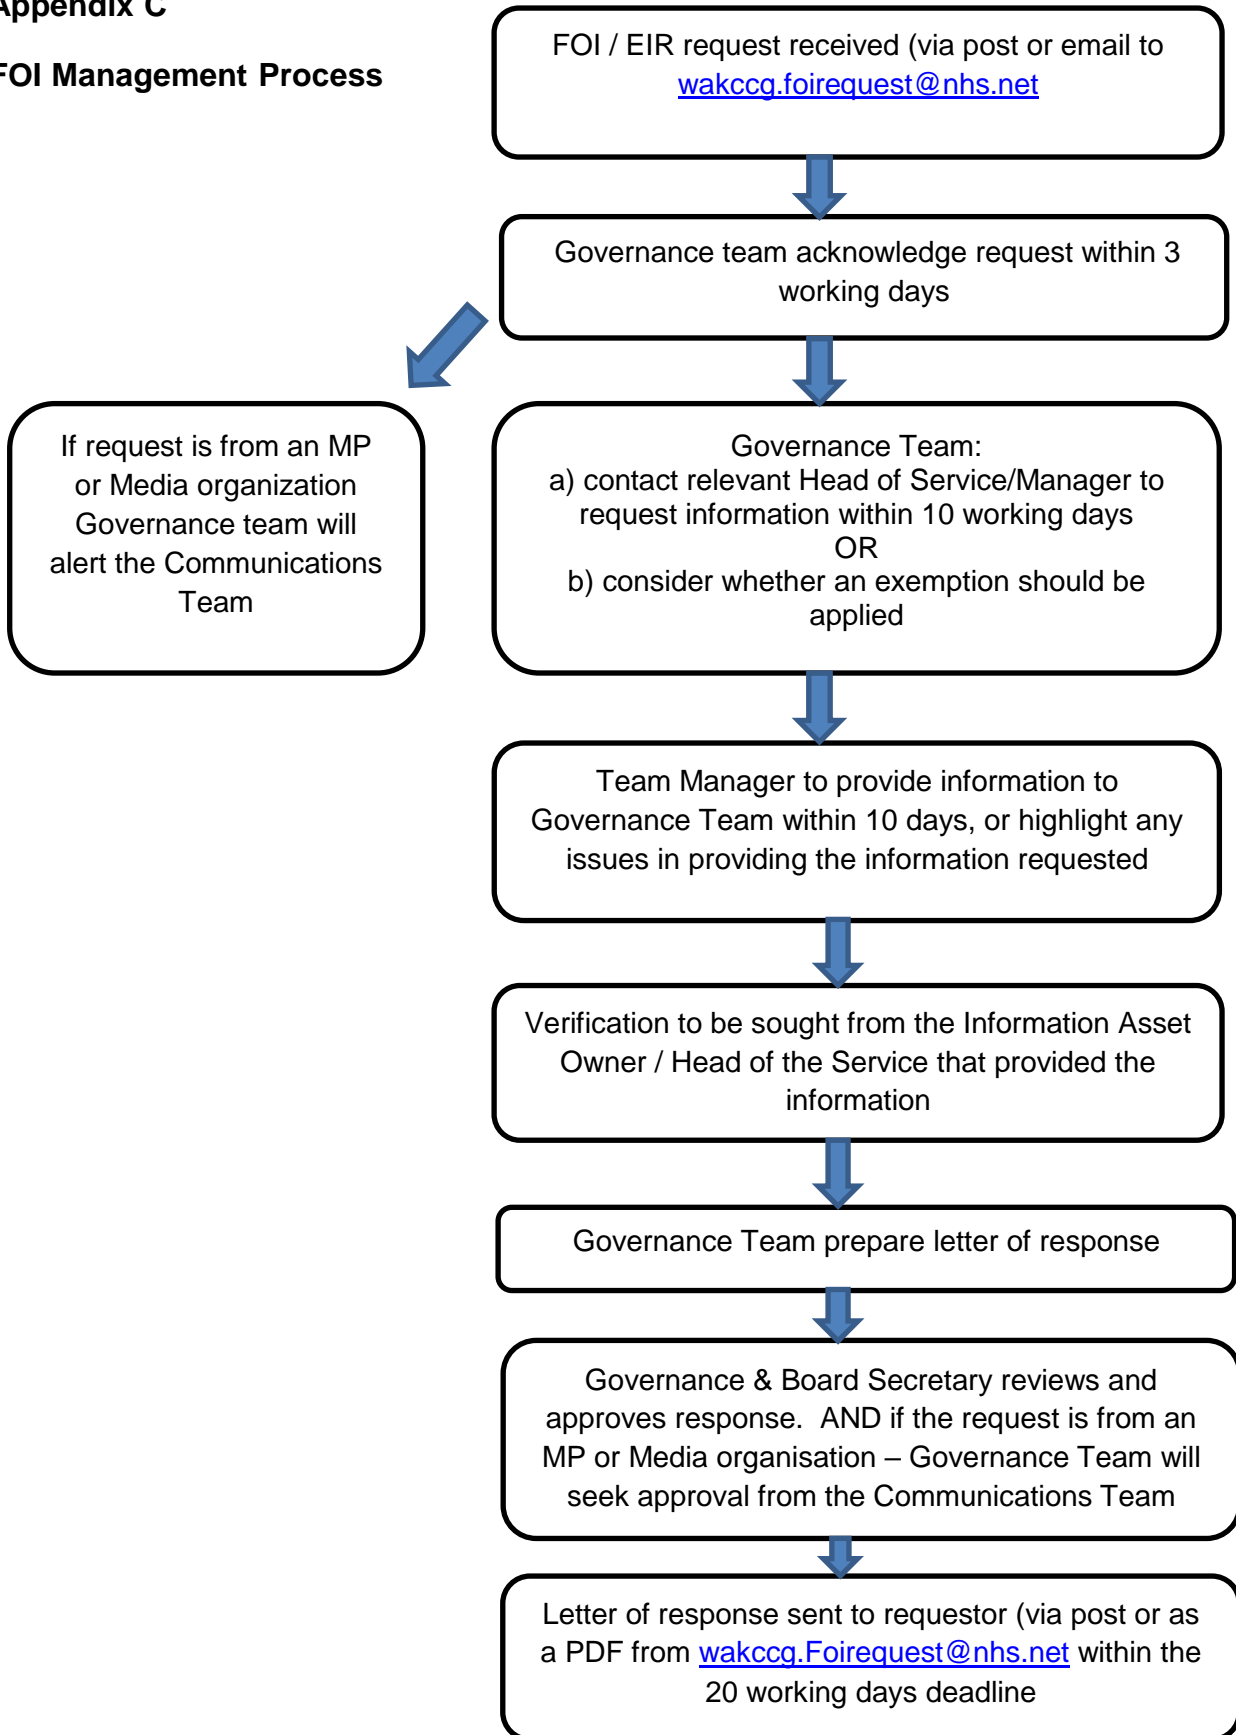 Appendix C
FOI Management Process
FOI / EIR request received (via post or email to
wakccg.foirequest@nhs.net
Governance team acknowledge request within 3
working days
If request is from an MP
or Media organization
Governance team will
alert the Communications
Team
Governance Team:
a) contact relevant Head of Service/Manager to
request information within 10 working days
OR
b) consider whether an exemption should be
applied
Team Manager to provide information to
Governance Team within 10 days, or highlight any
issues in providing the information requested
Verification to be sought from the Information Asset
Owner / Head of the Service that provided the
information
Governance Team prepare letter of response
Governance & Board Secretary reviews and
approves response.  AND if the request is from an
MP or Media organisation – Governance Team will
seek approval from the Communications Team
Letter of response sent to requestor (via post or as
a PDF from wakccg.Foirequest@nhs.net within the
20 working days deadline